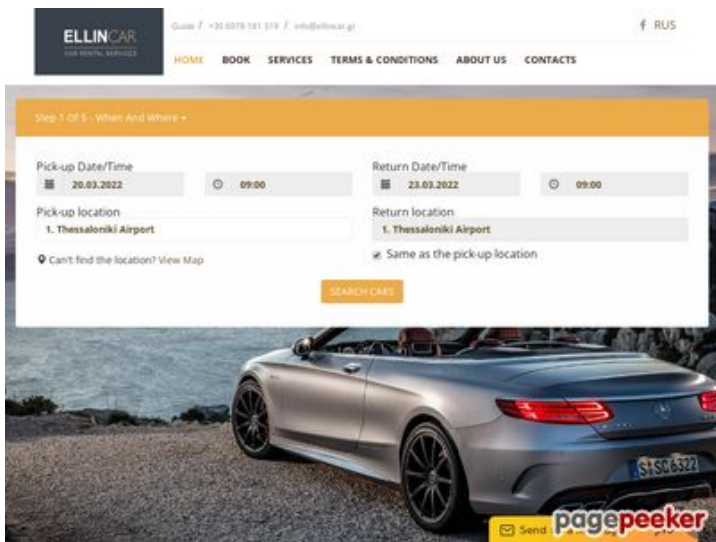 ELLINCAR
CAR RENTAL SERVICES
Guide / +30 6978 181 319 / info@ellincar.gr
RUS
HOME BOOK SERVICES TERMS & CONDITIONS ABOUT US CONTACTS
Step 1 Of 5 - When And Where
Pick-up Date/Time
20.03.2022 09:00
Return Date/Time
23.03.2022 09:00
Pick-up location
1. Thessaloniki Airport
Return location
1. Thessaloniki Airport
Can't find the location? View Map
Same as the pick-up location
SEARCH CARS
S SC 6322
Send
pagepeeker